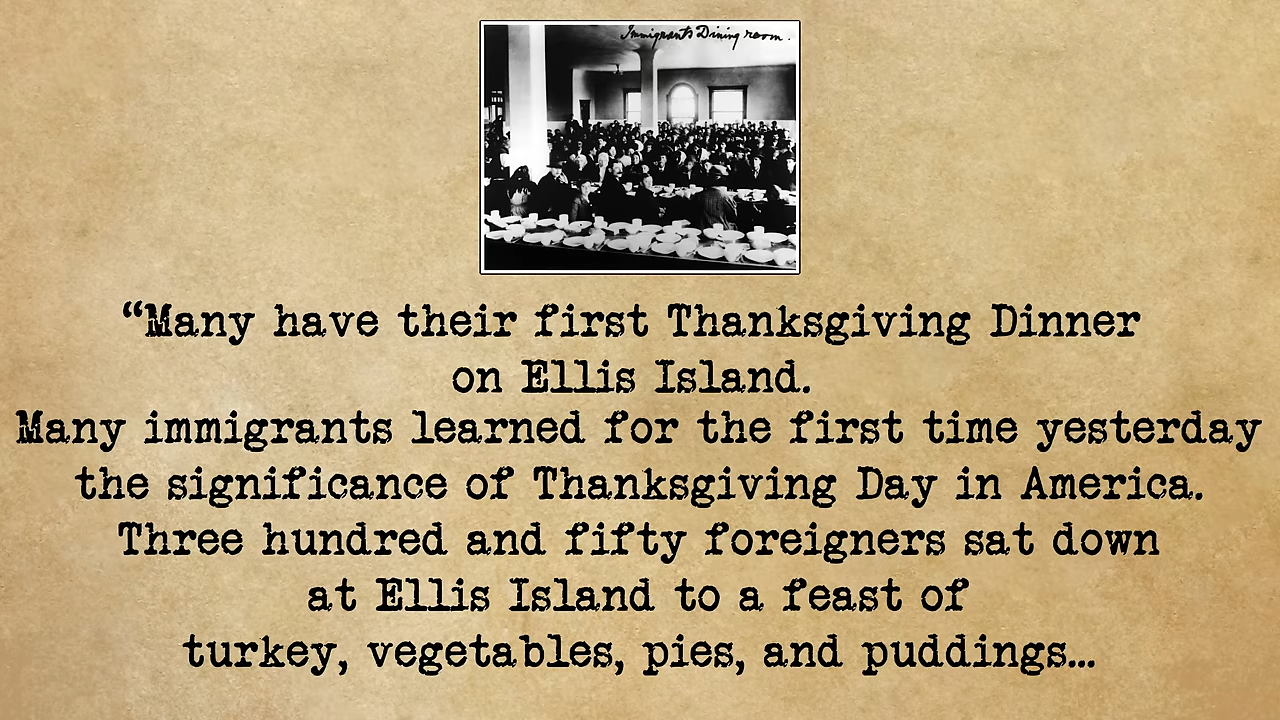 Immigrants Dining room.
“Many have their first Thanksgiving Dinner
on Ellis Island.
Many immigrants learned for the first time yesterday
the significance of Thanksgiving Day in America.
Three hundred and fifty foreigners sat down
at Ellis Island to a feast of
turkey, vegetables, pies, and puddings...